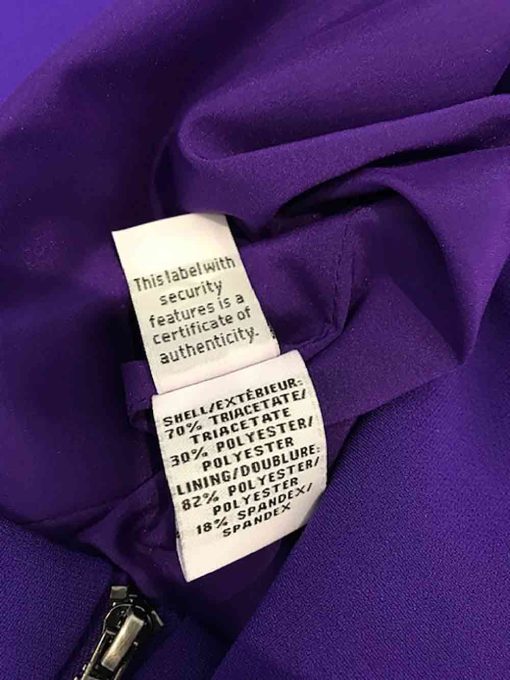 This label with
security
features is a
certificate of
authenticity.
SHELL/EXTÈRIEUR:
70% TRIACETATE/
TRIACETATE
30% POLYESTER/
POLYESTER
LINING/DOUBLURE:
82% POLYESTER/
POLYESTER
18% SPANDEX/
SPANDEX